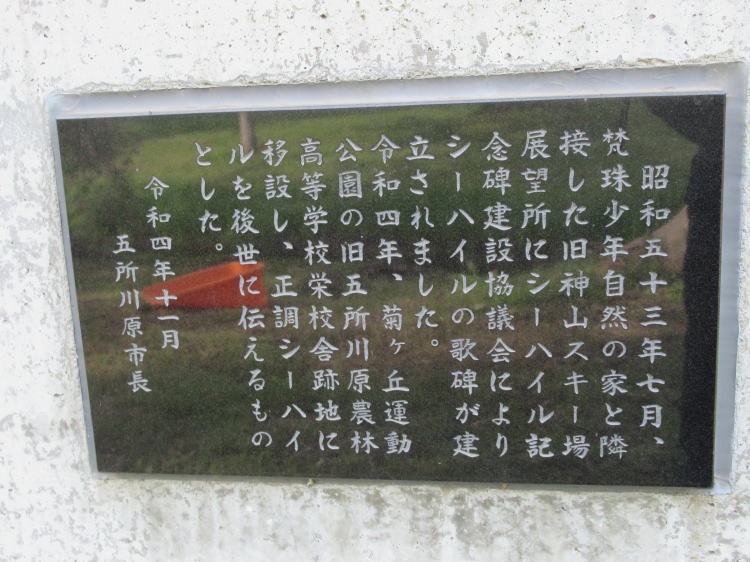 昭和五十三年七月、
梵珠少年自然の家と隣
接した旧神山スキー場
展望所にシーハイル記
念碑建設協議会により
シーハイルの歌碑が建
立されました。
令和四年、菊ヶ丘運動
公園の旧五所川原農林
高等学校栄校舎跡地に
移設し、正調シーハイ
ルを後世に伝えるもの
とした。
令和四年十一月
五所川原市長